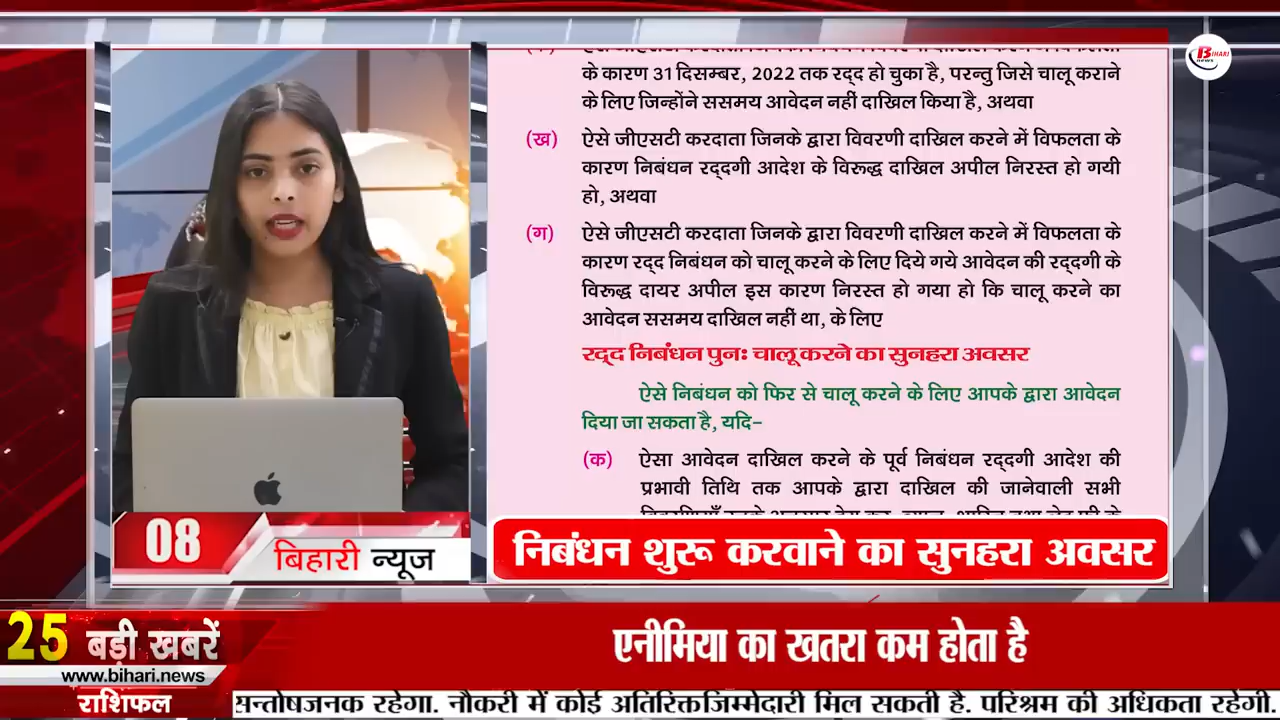 BIHARI
news
के कारण 31 दिसम्बर, 2022 तक रद्द हो चुका है, परन्तु जिसे चालू कराने
के लिए जिन्होंने ससमय आवेदन नहीं दाखिल किया है, अथवा
(ख) ऐसे जीएसटी करदाता जिनके द्वारा विवरणी दाखिल करने में विफलता के
कारण निबंधन रद्दगी आदेश के विरूद्ध दाखिल अपील निरस्त हो गयी
हो, अथवा
(ग) ऐसे जीएसटी करदाता जिनके द्वारा विवरणी दाखिल करने में विफलता के
कारण रद्द निबंधन को चालू करने के लिए दिये गये आवेदन की रद्दगी के
विरूद्ध दायर अपील इस कारण निरस्त हो गया हो कि चालू करने का
आवेदन ससमय दाखिल नहीं था, के लिए
रद्द निबंधन पुनः चालू करने का सुनहरा अवसर
ऐसे निबंधन को फिर से चालू करने के लिए आपके द्वारा आवेदन
दिया जा सकता है, यदि–
(क) ऐसा आवेदन दाखिल करने के पूर्व निबंधन रद्दगी आदेश की
प्रभावी तिथि तक आपके द्वारा दाखिल की जानेवाली सभी
08 बिहारी न्यूज
निबंधन शुरू करवाने का सुनहरा अवसर
25 बड़ी खबरें
www.bihari.news
एनीमिया का खतरा कम होता है
राशिफल
सन्तोषजनक रहेगा. नौकरी में कोई अतिरिक्तजिम्मेदारी मिल सकती है. परिश्रम की अधिकता रहेगी.